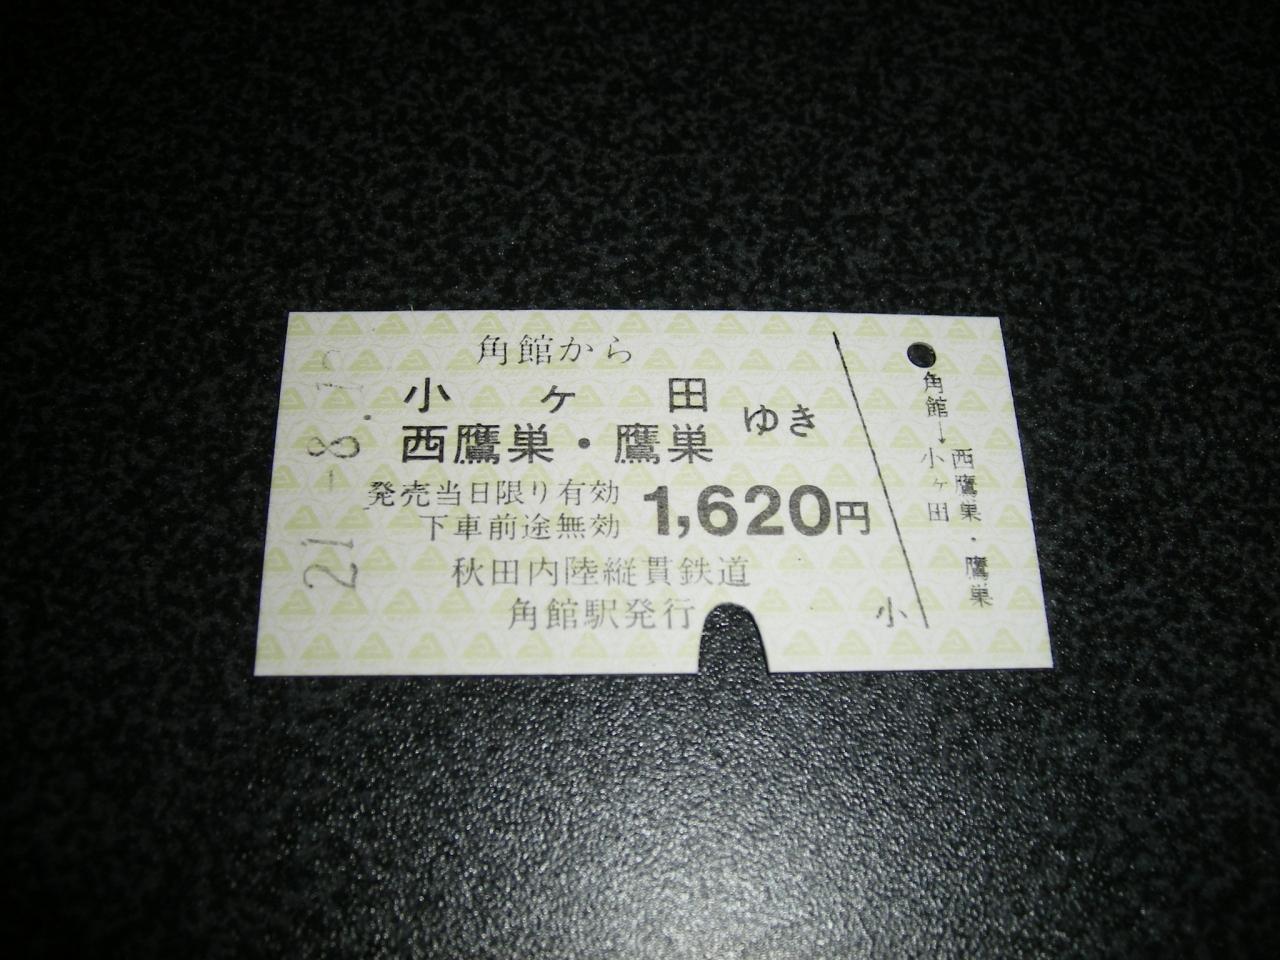 角館から
小ヶ田
西鷹巣・鷹巣
ゆき
発売当日限り有効
下車前途無効
1,620円
秋田内陸縦貫鉄道
角館駅発行
小
21.-8.
角館→小ヶ田
西鷹巣・鷹巣